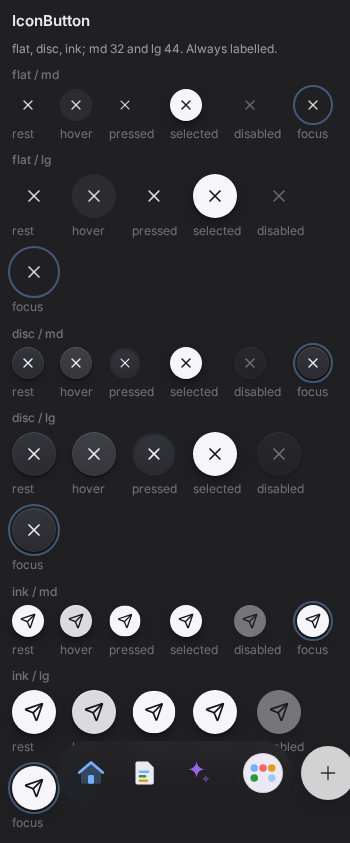 IconButton
flat, disc, ink; md 32 and lg 44. Always labelled.
flat / md
rest hover pressed selected disabled focus
flat / lg
rest hover pressed selected disabled
focus
disc / md
rest hover pressed selected disabled focus
disc / lg
rest hover pressed selected disabled
focus
ink / md
rest hover pressed selected disabled focus
ink / lg
rest
focus